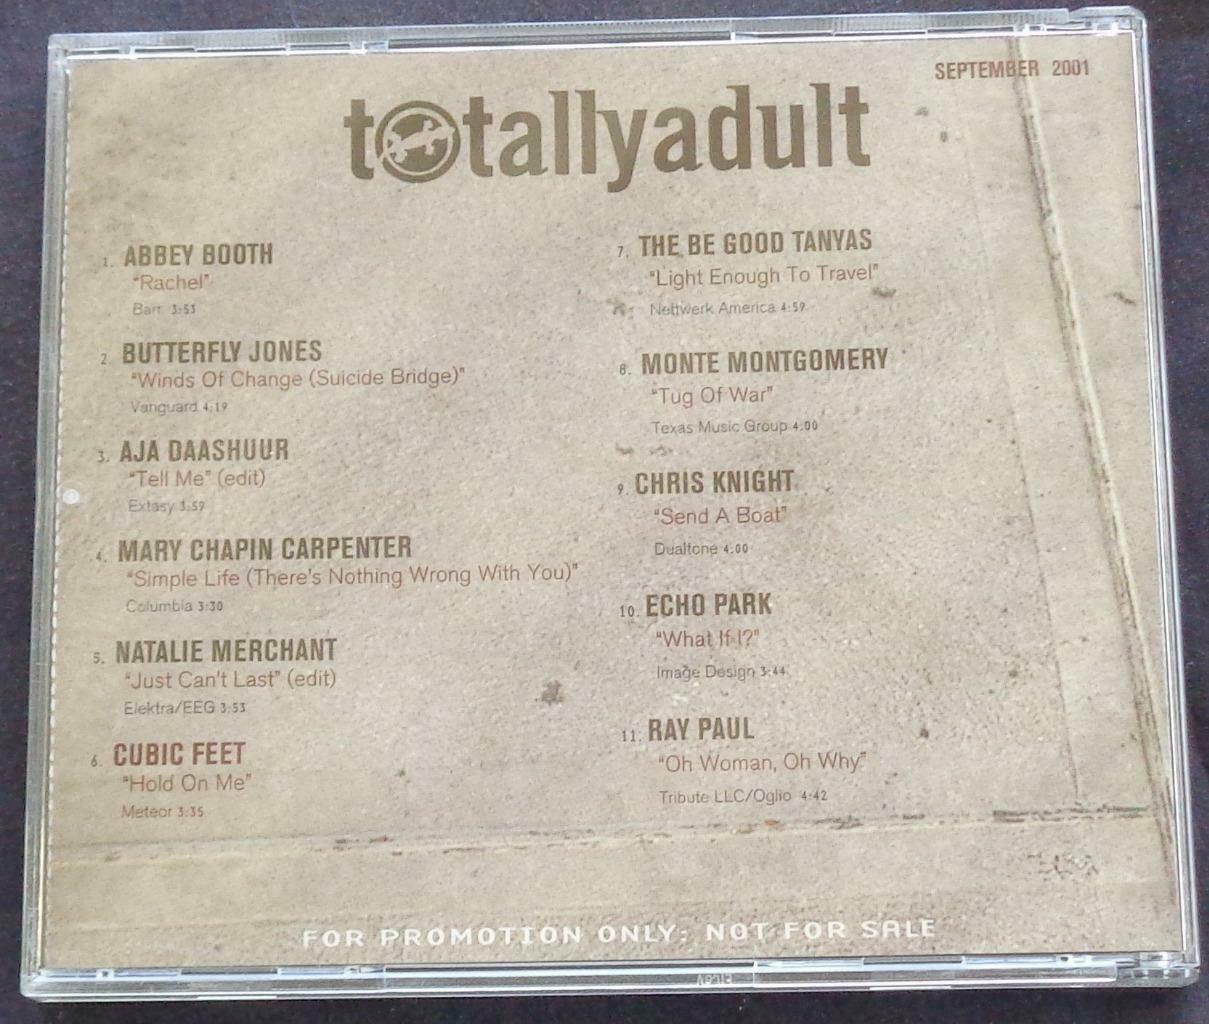 SEPTEMBER 2001
totallyadult
1. ABBEY BOOTH
"Rachel"
Barr 3:53
2. BUTTERFLY JONES
"Winds Of Change (Suicide Bridge)"
Vanguard 4:19
3. AJA DAASHUUR
"Tell Me" (edit)
Extasy 3:59
4. MARY CHAPIN CARPENTER
"Simple Life (There's Nothing Wrong With You)"
Columbia 3:30
5. NATALIE MERCHANT
"Just Can't Last" (edit)
Elektra/EEG 3:53
6. CUBIC FEET
"Hold On Me"
Meteor 3:35
7. THE BE GOOD TANYAS
"Light Enough To Travel"
Nettwerk America 4:59
8. MONTE MONTGOMERY
"Tug Of War"
Texas Music Group 4:00
9. CHRIS KNIGHT
"Send A Boat"
Dualtone 4:00
10. ECHO PARK
"What If I?"
Image Design 3:44
11. RAY PAUL
"Oh Woman, Oh Why"
Tribute LLC/Oglio 4:42
FOR PROMOTION ONLY; NOT FOR SALE